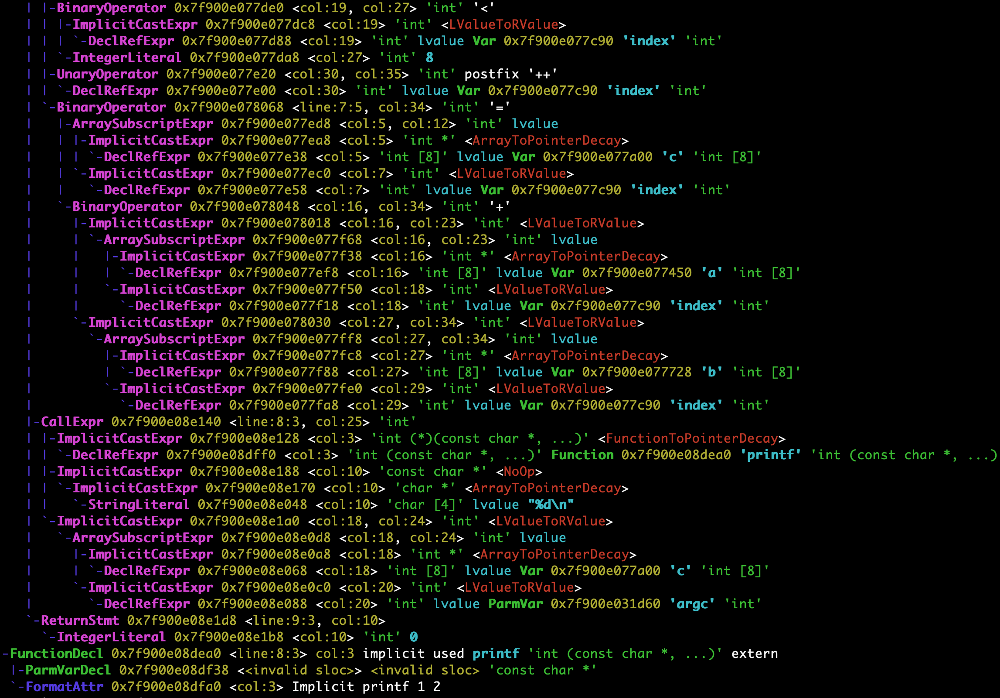 | |-BinaryOperator 0x7f900e077de0 <col:19, col:27> 'int' '<'
| | |-ImplicitCastExpr 0x7f900e077dc8 <col:19> 'int' <LValueToRValue>
| | | `-DeclRefExpr 0x7f900e077d88 <col:19> 'int' lvalue Var 0x7f900e077c90 'index' 'int'
| | `-IntegerLiteral 0x7f900e077da8 <col:27> 'int' 8
| |-UnaryOperator 0x7f900e077e20 <col:30, col:35> 'int' postfix '++'
| | `-DeclRefExpr 0x7f900e077e00 <col:30> 'int' lvalue Var 0x7f900e077c90 'index' 'int'
| `-BinaryOperator 0x7f900e078068 <line:7:5, col:34> 'int' '='
|   |-ArraySubscriptExpr 0x7f900e077ed8 <col:5, col:12> 'int' lvalue
|   | |-ImplicitCastExpr 0x7f900e077ea8 <col:5> 'int *' <ArrayToPointerDecay>
|   | | `-DeclRefExpr 0x7f900e077e38 <col:5> 'int [8]' lvalue Var 0x7f900e077a00 'c' 'int [8]'
|   | `-ImplicitCastExpr 0x7f900e077ec0 <col:7> 'int' <LValueToRValue>
|   |   `-DeclRefExpr 0x7f900e077e58 <col:7> 'int' lvalue Var 0x7f900e077c90 'index' 'int'
|   `-BinaryOperator 0x7f900e078048 <col:16, col:34> 'int' '+'
|     |-ImplicitCastExpr 0x7f900e078018 <col:16, col:23> 'int' <LValueToRValue>
|     | `-ArraySubscriptExpr 0x7f900e077f68 <col:16, col:23> 'int' lvalue
|     |   |-ImplicitCastExpr 0x7f900e077f38 <col:16> 'int *' <ArrayToPointerDecay>
|     |   | `-DeclRefExpr 0x7f900e077ef8 <col:16> 'int [8]' lvalue Var 0x7f900e077450 'a' 'int [8]'
|     |   `-ImplicitCastExpr 0x7f900e077f50 <col:18> 'int' <LValueToRValue>
|     |     `-DeclRefExpr 0x7f900e077f18 <col:18> 'int' lvalue Var 0x7f900e077c90 'index' 'int'
|     `-ImplicitCastExpr 0x7f900e078030 <col:27, col:34> 'int' <LValueToRValue>
|       `-ArraySubscriptExpr 0x7f900e077ff8 <col:27, col:34> 'int' lvalue
|         |-ImplicitCastExpr 0x7f900e077fc8 <col:27> 'int *' <ArrayToPointerDecay>
|         | `-DeclRefExpr 0x7f900e077f88 <col:27> 'int [8]' lvalue Var 0x7f900e077728 'b' 'int [8]'
|         `-ImplicitCastExpr 0x7f900e077fe0 <col:29> 'int' <LValueToRValue>
|           `-DeclRefExpr 0x7f900e077fa8 <col:29> 'int' lvalue Var 0x7f900e077c90 'index' 'int'
|-CallExpr 0x7f900e08e140 <line:8:3, col:25> 'int'
| |-ImplicitCastExpr 0x7f900e08e128 <col:3> 'int (*)(const char *, ...)' <FunctionToPointerDecay>
| | `-DeclRefExpr 0x7f900e08dff0 <col:3> 'int (const char *, ...)' Function 0x7f900e08dea0 'printf' 'int (const char *, ...)
| |-ImplicitCastExpr 0x7f900e08e188 <col:10> 'const char *' <NoOp>
| | `-ImplicitCastExpr 0x7f900e08e170 <col:10> 'char *' <ArrayToPointerDecay>
| |   `-StringLiteral 0x7f900e08e048 <col:10> 'char [4]' lvalue "%d\n"
| `-ImplicitCastExpr 0x7f900e08e1a0 <col:18, col:24> 'int' <LValueToRValue>
|   `-ArraySubscriptExpr 0x7f900e08e0d8 <col:18, col:24> 'int' lvalue
|     |-ImplicitCastExpr 0x7f900e08e0a8 <col:18> 'int *' <ArrayToPointerDecay>
|     | `-DeclRefExpr 0x7f900e08e068 <col:18> 'int [8]' lvalue Var 0x7f900e077a00 'c' 'int [8]'
|     `-ImplicitCastExpr 0x7f900e08e0c0 <col:20> 'int' <LValueToRValue>
|       `-DeclRefExpr 0x7f900e08e088 <col:20> 'int' lvalue ParmVar 0x7f900e031d60 'argc' 'int'
`-ReturnStmt 0x7f900e08e1d8 <line:9:3, col:10>
  `-IntegerLiteral 0x7f900e08e1b8 <col:10> 'int' 0
-FunctionDecl 0x7f900e08dea0 <line:8:3> col:3 implicit used printf 'int (const char *, ...)' extern
|-ParmVarDecl 0x7f900e08df38 <<invalid sloc>> <invalid sloc> 'const char *'
`-FormatAttr 0x7f900e08dfa0 <col:3> Implicit printf 1 2